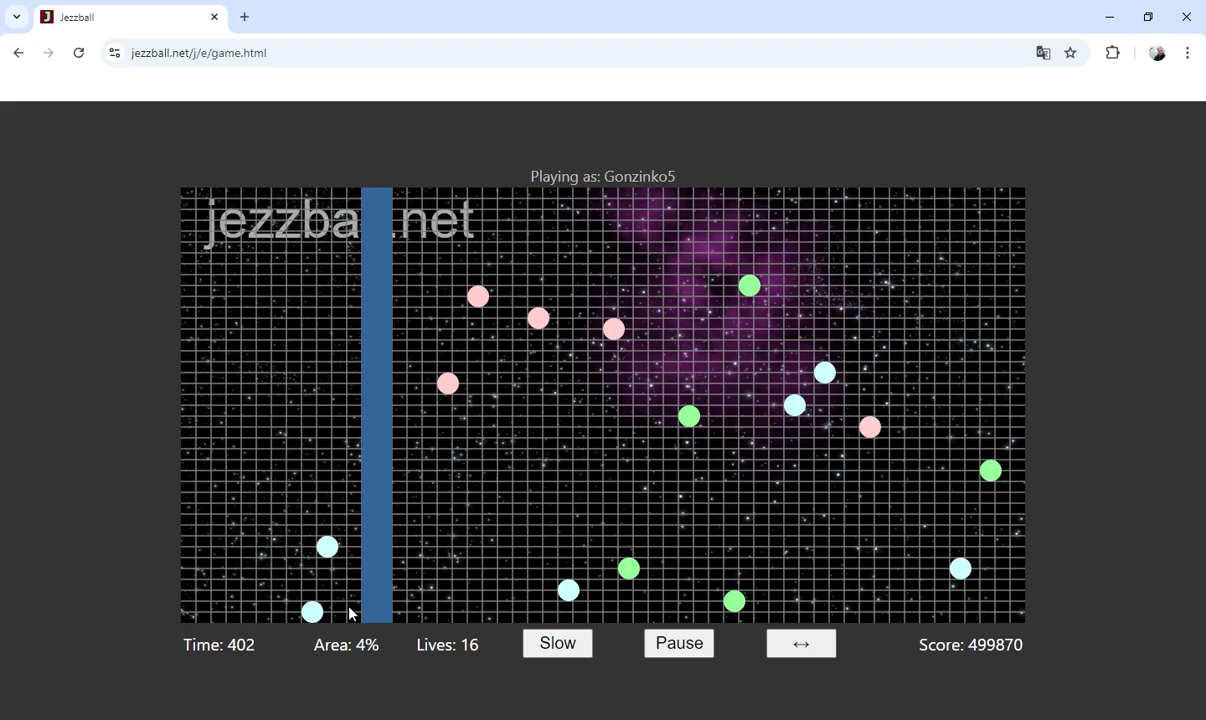 Jezzball
jezzball.net/j/e/game.html
Playing as: Gonzinko5
jezzba .net
Time: 402 Area: 4% Lives: 16 Slow Pause ↔ Score: 499870